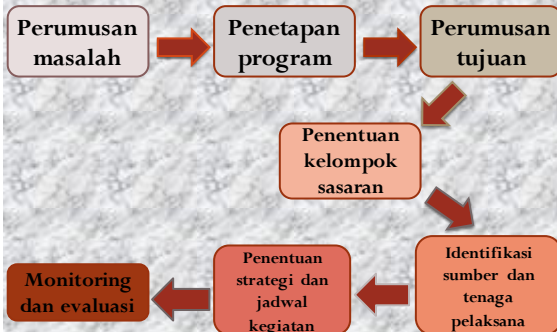 Perumusan
masalah
Penetapan
program
Perumusan
tujuan
Penentuan
kelompok
sasaran
Identifikasi
sumber dan
tenaga
pelaksana
Penentuan
strategi dan
jadwal
kegiatan
Monitoring
dan evaluasi